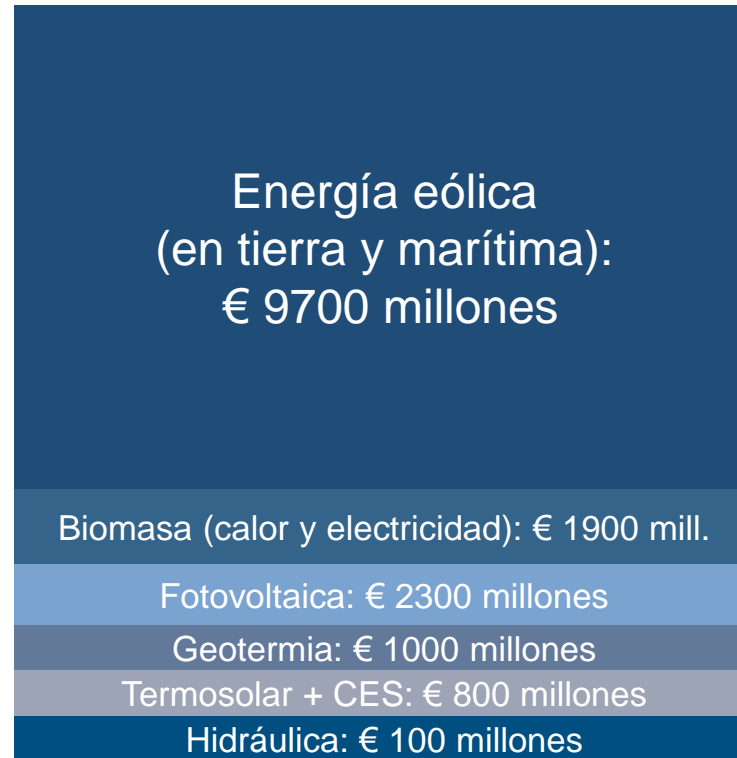 Energía eólica
(en tierra y marítima):
€ 9700 millones
Biomasa (calor y electricidad): € 1900 mill.
Fotovoltaica: € 2300 millones
Geotermia: € 1000 millones
Termosolar + CES: € 800 millones
Hidráulica: € 100 millones